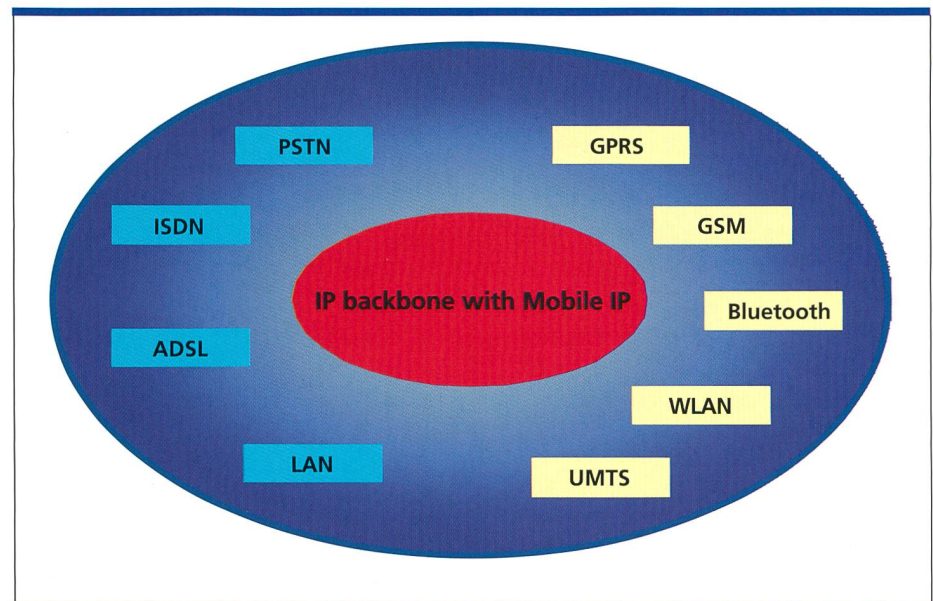 PSTN
GPRS
ISDN
GSM
IP backbone with Mobile IP
Bluetooth
ADSL
WLAN
LAN
UMTS